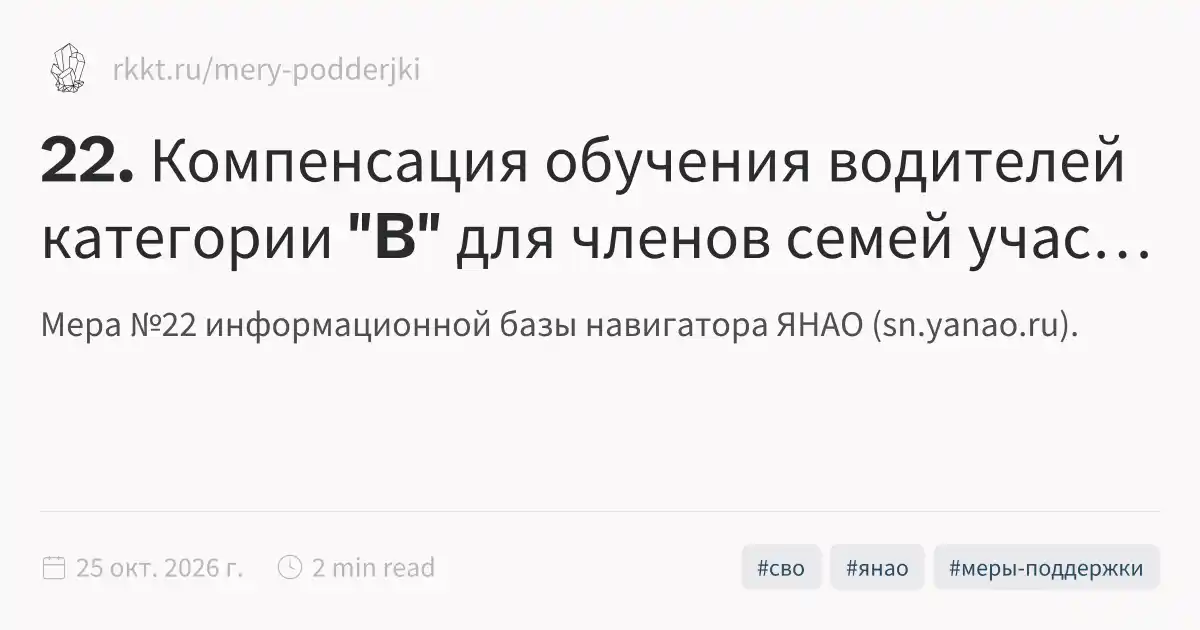 rkkt.ru/mery-podderjki
22. Компенсация обучения водителей
категории "В" для членов семей учас…
Мера №22 информационной базы навигатора ЯНАО (sn.yanao.ru).
25 окт. 2026 г.
2 min read
#сво
#янао
#меры-поддержки